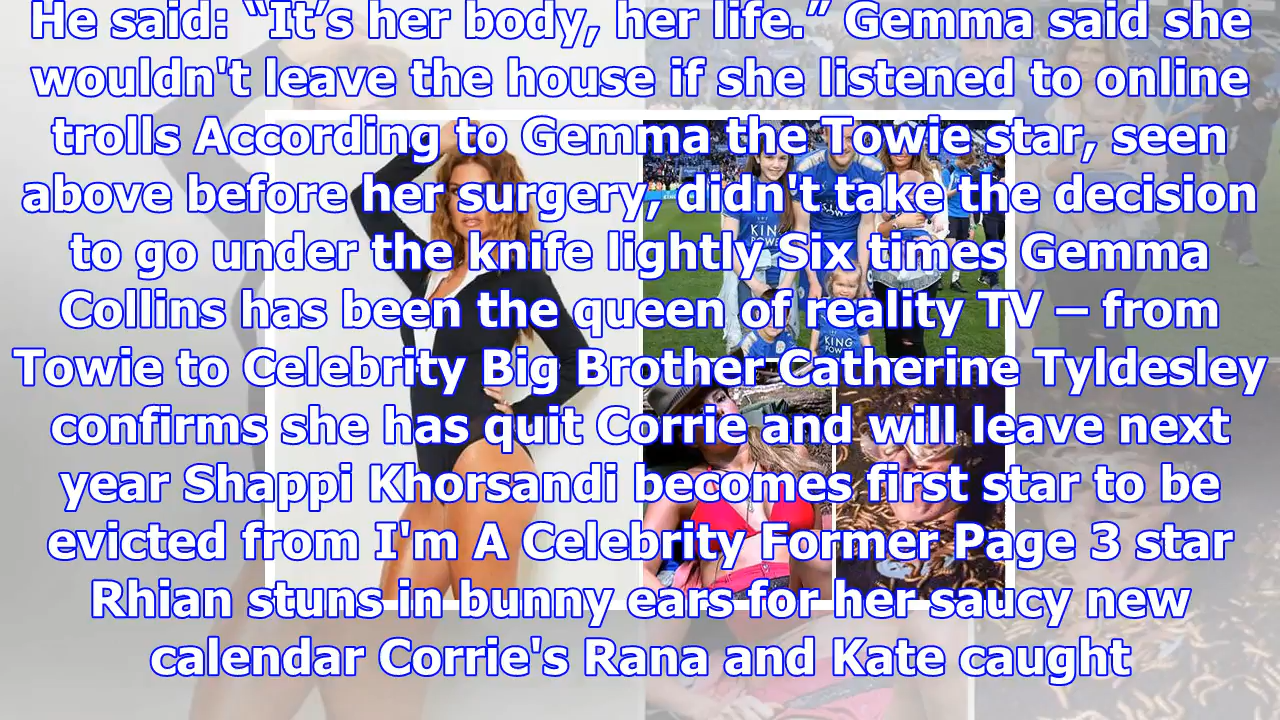 He said: “It’s her body, her life.” Gemma said she
wouldn't leave the house if she listened to online
trolls According to Gemma the Towie star, seen
above before her surgery, didn't take the decision
to go under the knife lightly Six times Gemma
Collins has been the queen of reality TV – from
Towie to Celebrity Big Brother Catherine Tyldesley
confirms she has quit Corrie and will leave next
year Shappi Khorsandi becomes first star to be
evicted from I'm A Celebrity Former Page 3 star
Rhian stuns in bunny ears for her saucy new
calendar Corrie's Rana and Kate caught
KING
POWER
KING
POWER